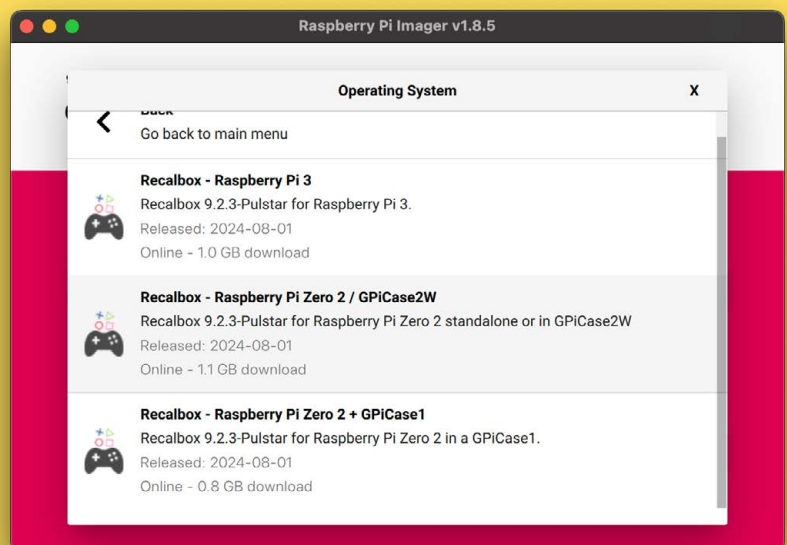 Raspberry Pi Imager v1.8.5
Operating System
X
Back
Go back to main menu
Recalbox - Raspberry Pi 3
Recalbox 9.2.3-Pulstar for Raspberry Pi 3.
Released: 2024-08-01
Online - 1.0 GB download
Recalbox - Raspberry Pi Zero 2 / GPiCase2W
Recalbox 9.2.3-Pulstar for Raspberry Pi Zero 2 standalone or in GPiCase2W
Released: 2024-08-01
Online - 1.1 GB download
Recalbox - Raspberry Pi Zero 2 + GPiCase1
Recalbox 9.2.3-Pulstar for Raspberry Pi Zero 2 in a GPiCase1.
Released: 2024-08-01
Online - 0.8 GB download